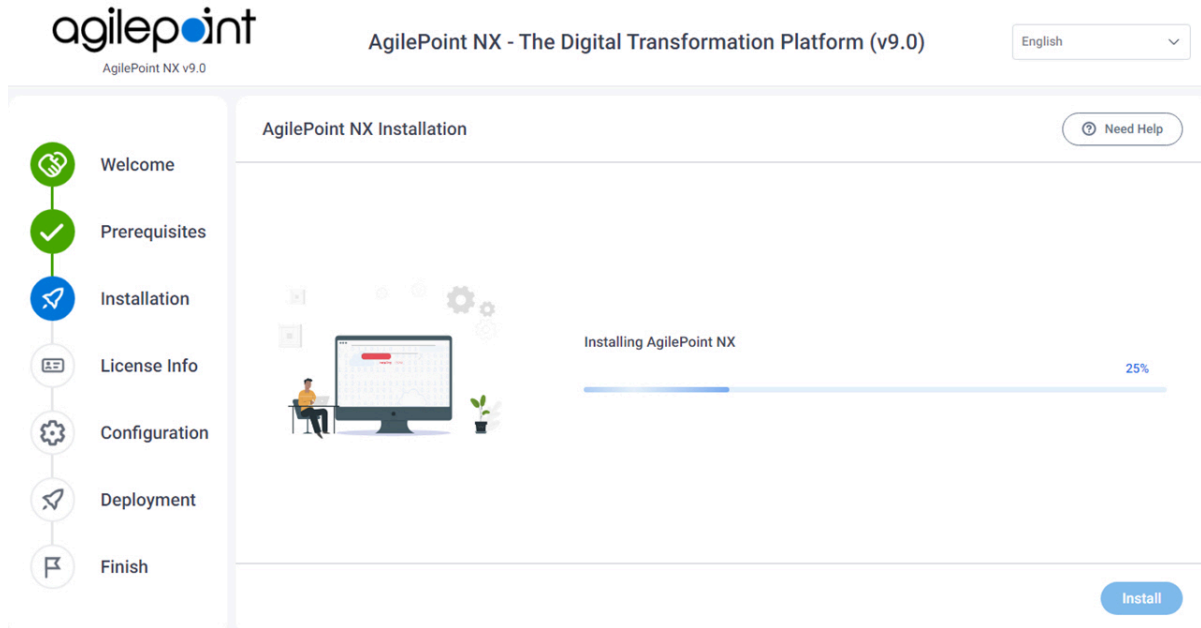 agilepoint
AgilePoint NX v9.0
AgilePoint NX - The Digital Transformation Platform (v9.0)
English
Welcome
Prerequisites
Installation
License Info
Configuration
Deployment
Finish
AgilePoint NX Installation
Need Help
Installing AgilePoint NX
25%
Install